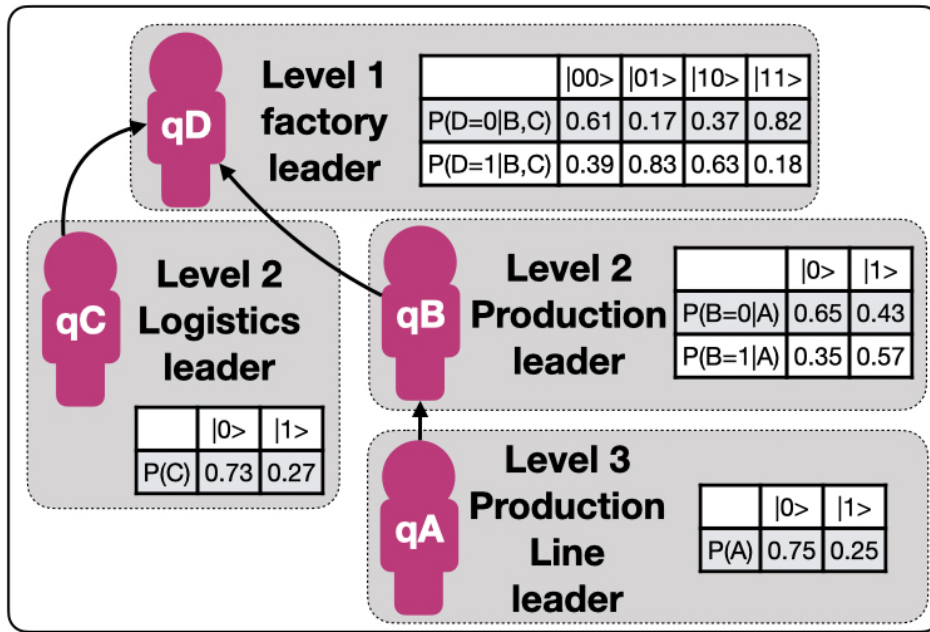 qD
Level 1
factory
leader
|00> |01> |10> |11>
P(D=0|B,C) 0.61 0.17 0.37 0.82
P(D=1|B,C) 0.39 0.83 0.63 0.18
qC
Level 2
Logistics
leader
|0> |1>
P(C) 0.73 0.27
qB
Level 2
Production
leader
|0> |1>
P(B=0|A) 0.65 0.43
P(B=1|A) 0.35 0.57
qA
Level 3
Production
Line
leader
|0> |1>
P(A) 0.75 0.25